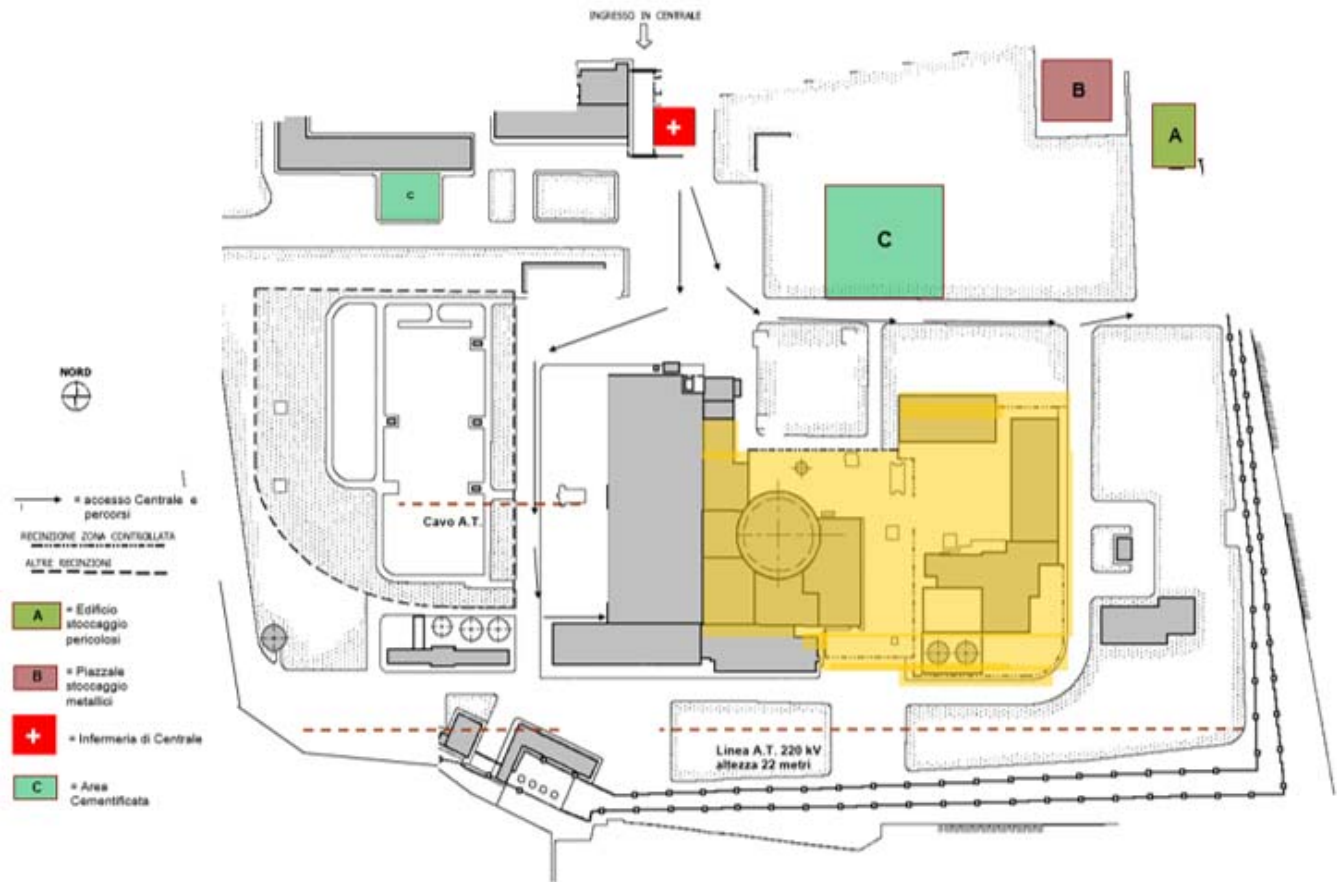 INGRESSO IN CENTRALE
B
A
C
C
NORD
= accesso Centrale e
percorsi
RECINZIONE ZONA CONTROLLATA
ALTRE RECINZIONI
Cavo A.T.
A
= Edificio
stoccaggio
pericolosi
B
= Piazzale
stoccaggio
metallici
= Infermeria di Centrale
C
= Area
Cementificata
Linea A.T. 220 kV
altezza 22 metri